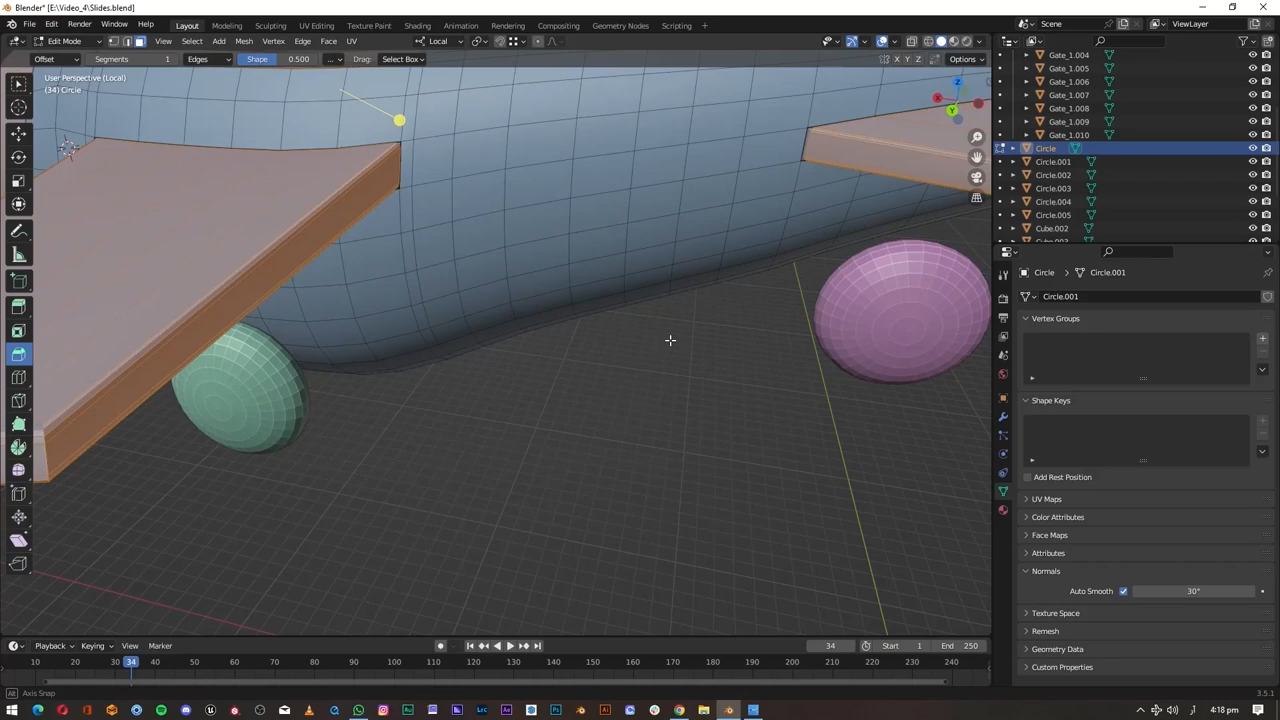 Blender* [E:\Video_4\Slides.blend]
File Edit Render Window Help Layout Modeling Sculpting UV Editing Texture Paint Shading Animation Rendering Compositing Geometry Nodes Scripting + Scene ViewLayer
Edit Mode View Select Add Mesh Vertex Edge Face UV Local
Offset Segments 1 Edges Shape 0.500 ... Drag: Select Box X Y Z Options
User Perspective (Local)
(34) Circle
Z
X
Y
Gate_1.004
Gate_1.005
Gate_1.006
Gate_1.007
Gate_1.008
Gate_1.009
Gate_1.010
Circle
Circle.001
Circle.002
Circle.003
Circle.004
Circle.005
Cube.002
Circle Circle.001
Circle.001
Vertex Groups
Shape Keys
Add Rest Position
UV Maps
Color Attributes
Face Maps
Attributes
Normals
Auto Smooth 30°
Texture Space
Remesh
Geometry Data
Custom Properties
Playback Keying View Marker 34 Start 1 End 250
10 20 30 34 40 50 60 70 80 90 100 110 120 130 140 150 160 170 180 190 200 210 220 230 240
Alt Axis Snap 3.5.1
Lrc Ae Ps Ai 4:18 pm